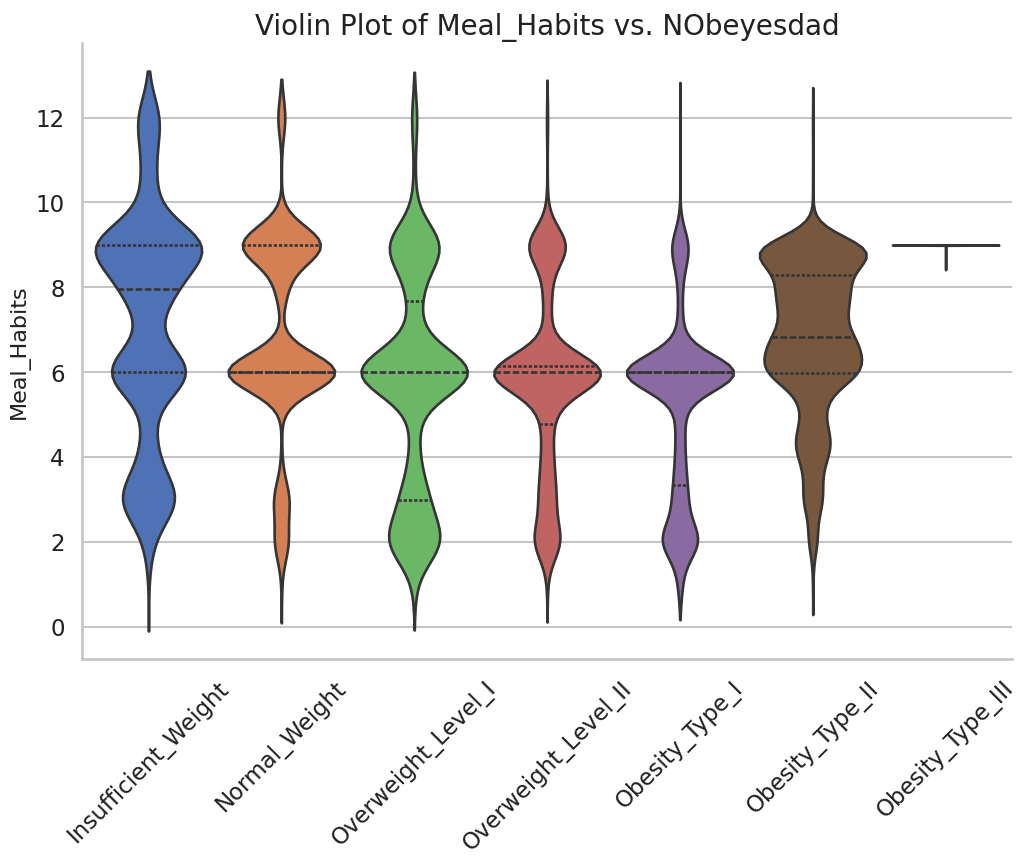 Violin Plot of Meal_Habits vs. NObeyesdad
Meal_Habits
12
10
8
6
4
2
0
Insufficient_Weight
Normal_Weight
Overweight_Level_I
Overweight_Level_II
Obesity_Type_I
Obesity_Type_II
Obesity_Type_III